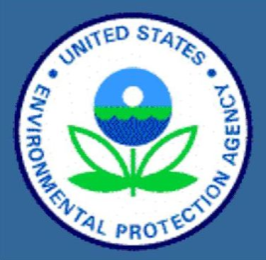 UNITED STATES
ENVIRONMENTAL PROTECTION AGENCY